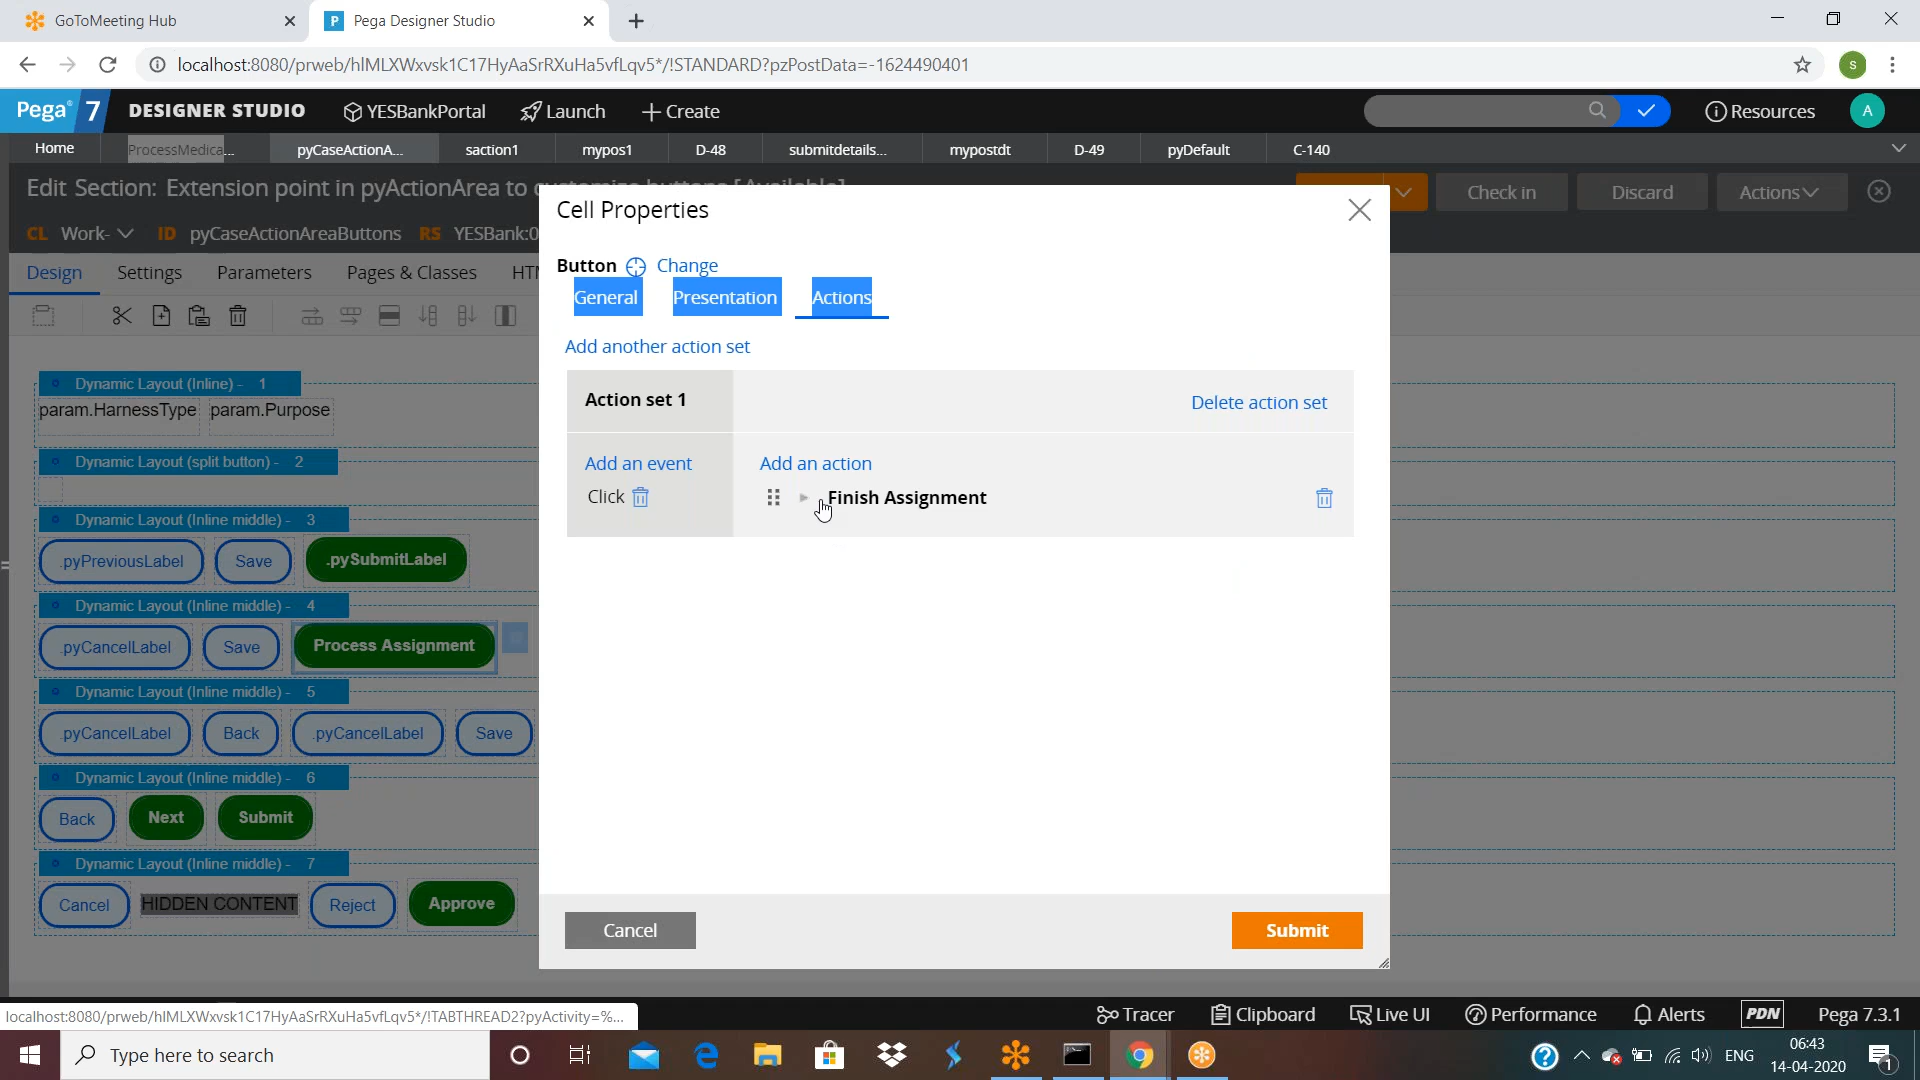 GoToMeeting Hub
Pega Designer Studio
localhost:8080/prweb/hIMLXWxvsk1C17HyAaSrRXuHa5vfLqv5*/!STANDARD?pzPostData=-1624490401
S
Pega 7 DESIGNER STUDIO YESBankPortal Launch Create Resources A
Home ProcessMedica... pyCaseActionA... saction1 mypos1 D-48 submitdetails... mypostdt D-49 pyDefault C-140
Edit Section: Extension point in pyActionArea to customize buttons [Available]
Check in Discard Actions
CL Work- ID pyCaseActionAreaButtons RS YESBank:0
Design Settings Parameters Pages & Classes HT
Cell Properties
Button Change
General Presentation Actions
Add another action set
Action set 1 Delete action set
Add an event Add an action
Click Finish Assignment
Cancel Submit
Dynamic Layout (Inline) - 1
param.HarnessType param.Purpose
Dynamic Layout (split button) - 2
Dynamic Layout (Inline middle) - 3
.pyPreviousLabel Save .pySubmitLabel
Dynamic Layout (Inline middle) - 4
.pyCancelLabel Save Process Assignment
Dynamic Layout (Inline middle) - 5
.pyCancelLabel Back .pyCancelLabel Save
Dynamic Layout (Inline middle) - 6
Back Next Submit
Dynamic Layout (Inline middle) - 7
Cancel HIDDEN CONTENT Reject Approve
localhost:8080/prweb/hIMLXWxvsk1C17HyAaSrRXuHa5vfLqv5*/!TABTHREAD2?pyActivity=%...
Tracer Clipboard Live UI Performance Alerts PDN Pega 7.3.1
Type here to search
ENG
06:43
14-04-2020
1